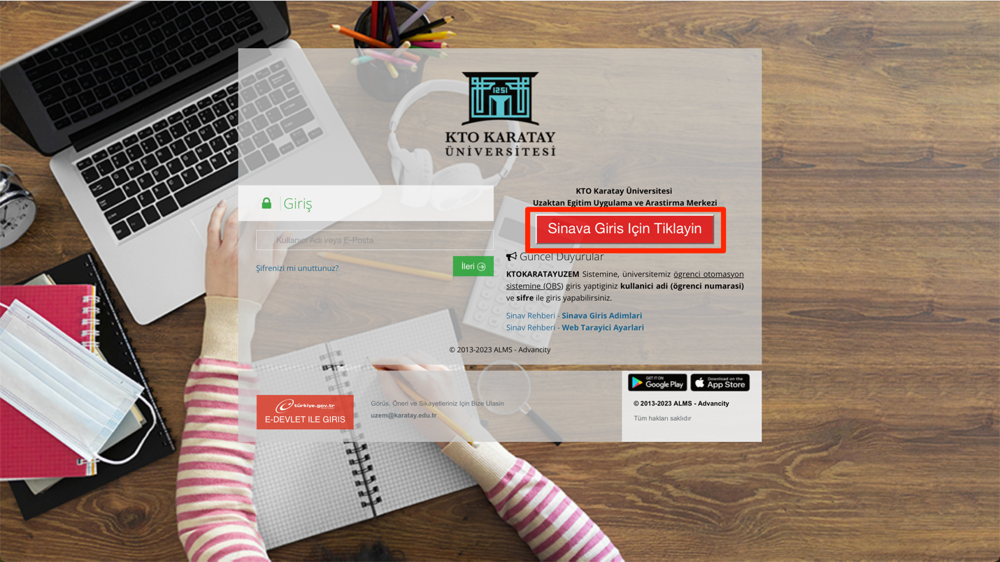 1251
KTO KARATAY
ÜNİVERSİTESİ
Giriş
Kullanıcı Adı veya E-Posta
Şifrenizi mi unuttunuz?
İleri
KTO Karatay Üniversitesi
Uzaktan Egitim Uygulama ve Arastirma Merkezi
Sinava Giris Için Tiklayin
Güncel Duyurular
KTOKARATAYUZEM Sistemine, üniversitemiz ögrenci otomasyon
sistemine (OBS) giris yaptiginiz kullanici adi (ögrenci numarasi)
ve sifre ile giris yapabilirsiniz.
Sinav Rehberi - Sinava Giris Adimlari
Sinav Rehberi - Web Tarayici Ayarlari
© 2013-2023 ALMS - Advancity
türkiye.gov.tr
E-DEVLET ILE GIRIS
Görüs, Öneri ve Sikayetleriniz Için Bize Ulasin
uzem@karatay.edu.tr
GET IT ON
Google Play
Download on the
App Store
© 2013-2023 ALMS - Advancity
Tüm hakları saklıdır